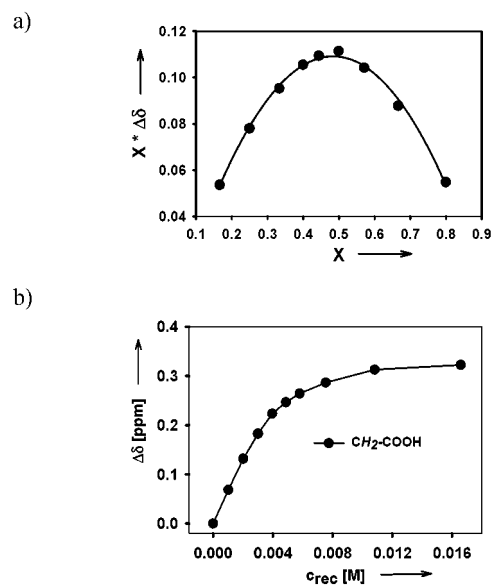 a)
0.12
0.10
0.08
0.06
0.04
X * Δδ
0.1 0.2 0.3 0.4 0.5 0.6 0.7 0.8 0.9
X
b)
0.4
0.3
0.2
0.1
0.0
Δδ [ppm]
CH2-COOH
0.000 0.004 0.008 0.012 0.016
crec [M]